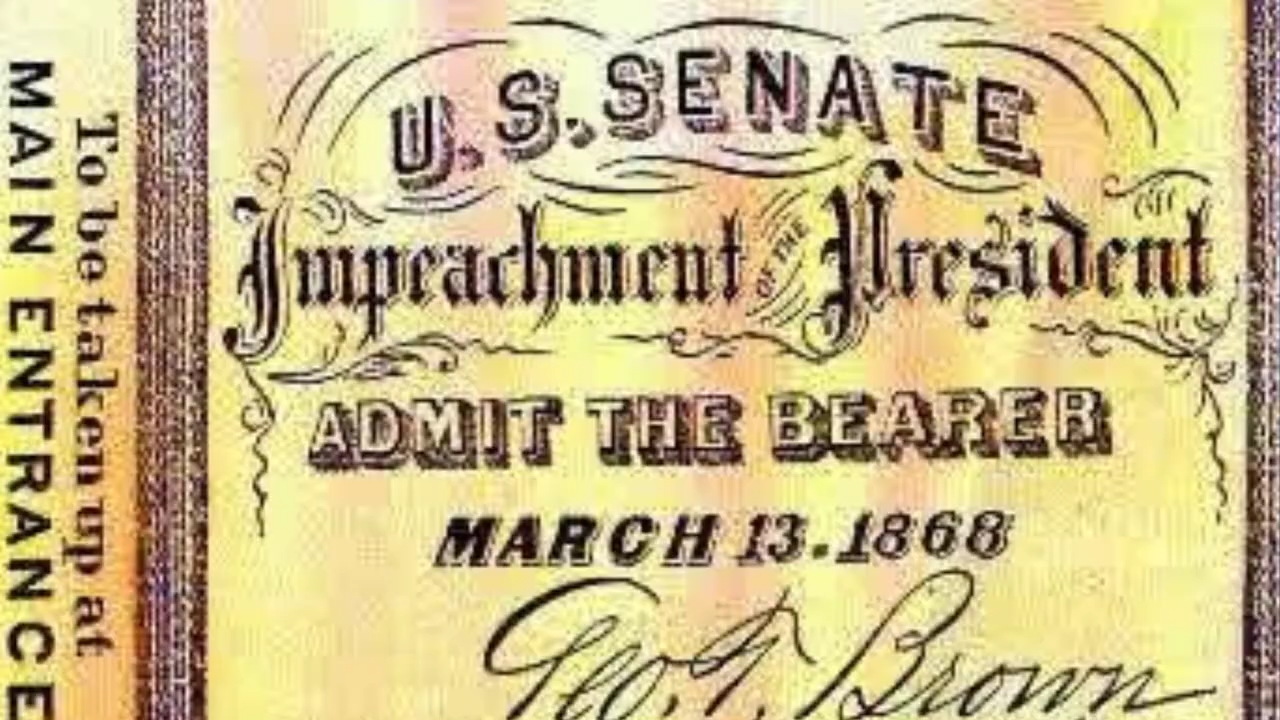 To be taken up at
MAIN ENTRANCE
U.S. SENATE
Impeachment OF THE President
ADMIT THE BEARER
MARCH 13. 1868
Geo. T. Brown